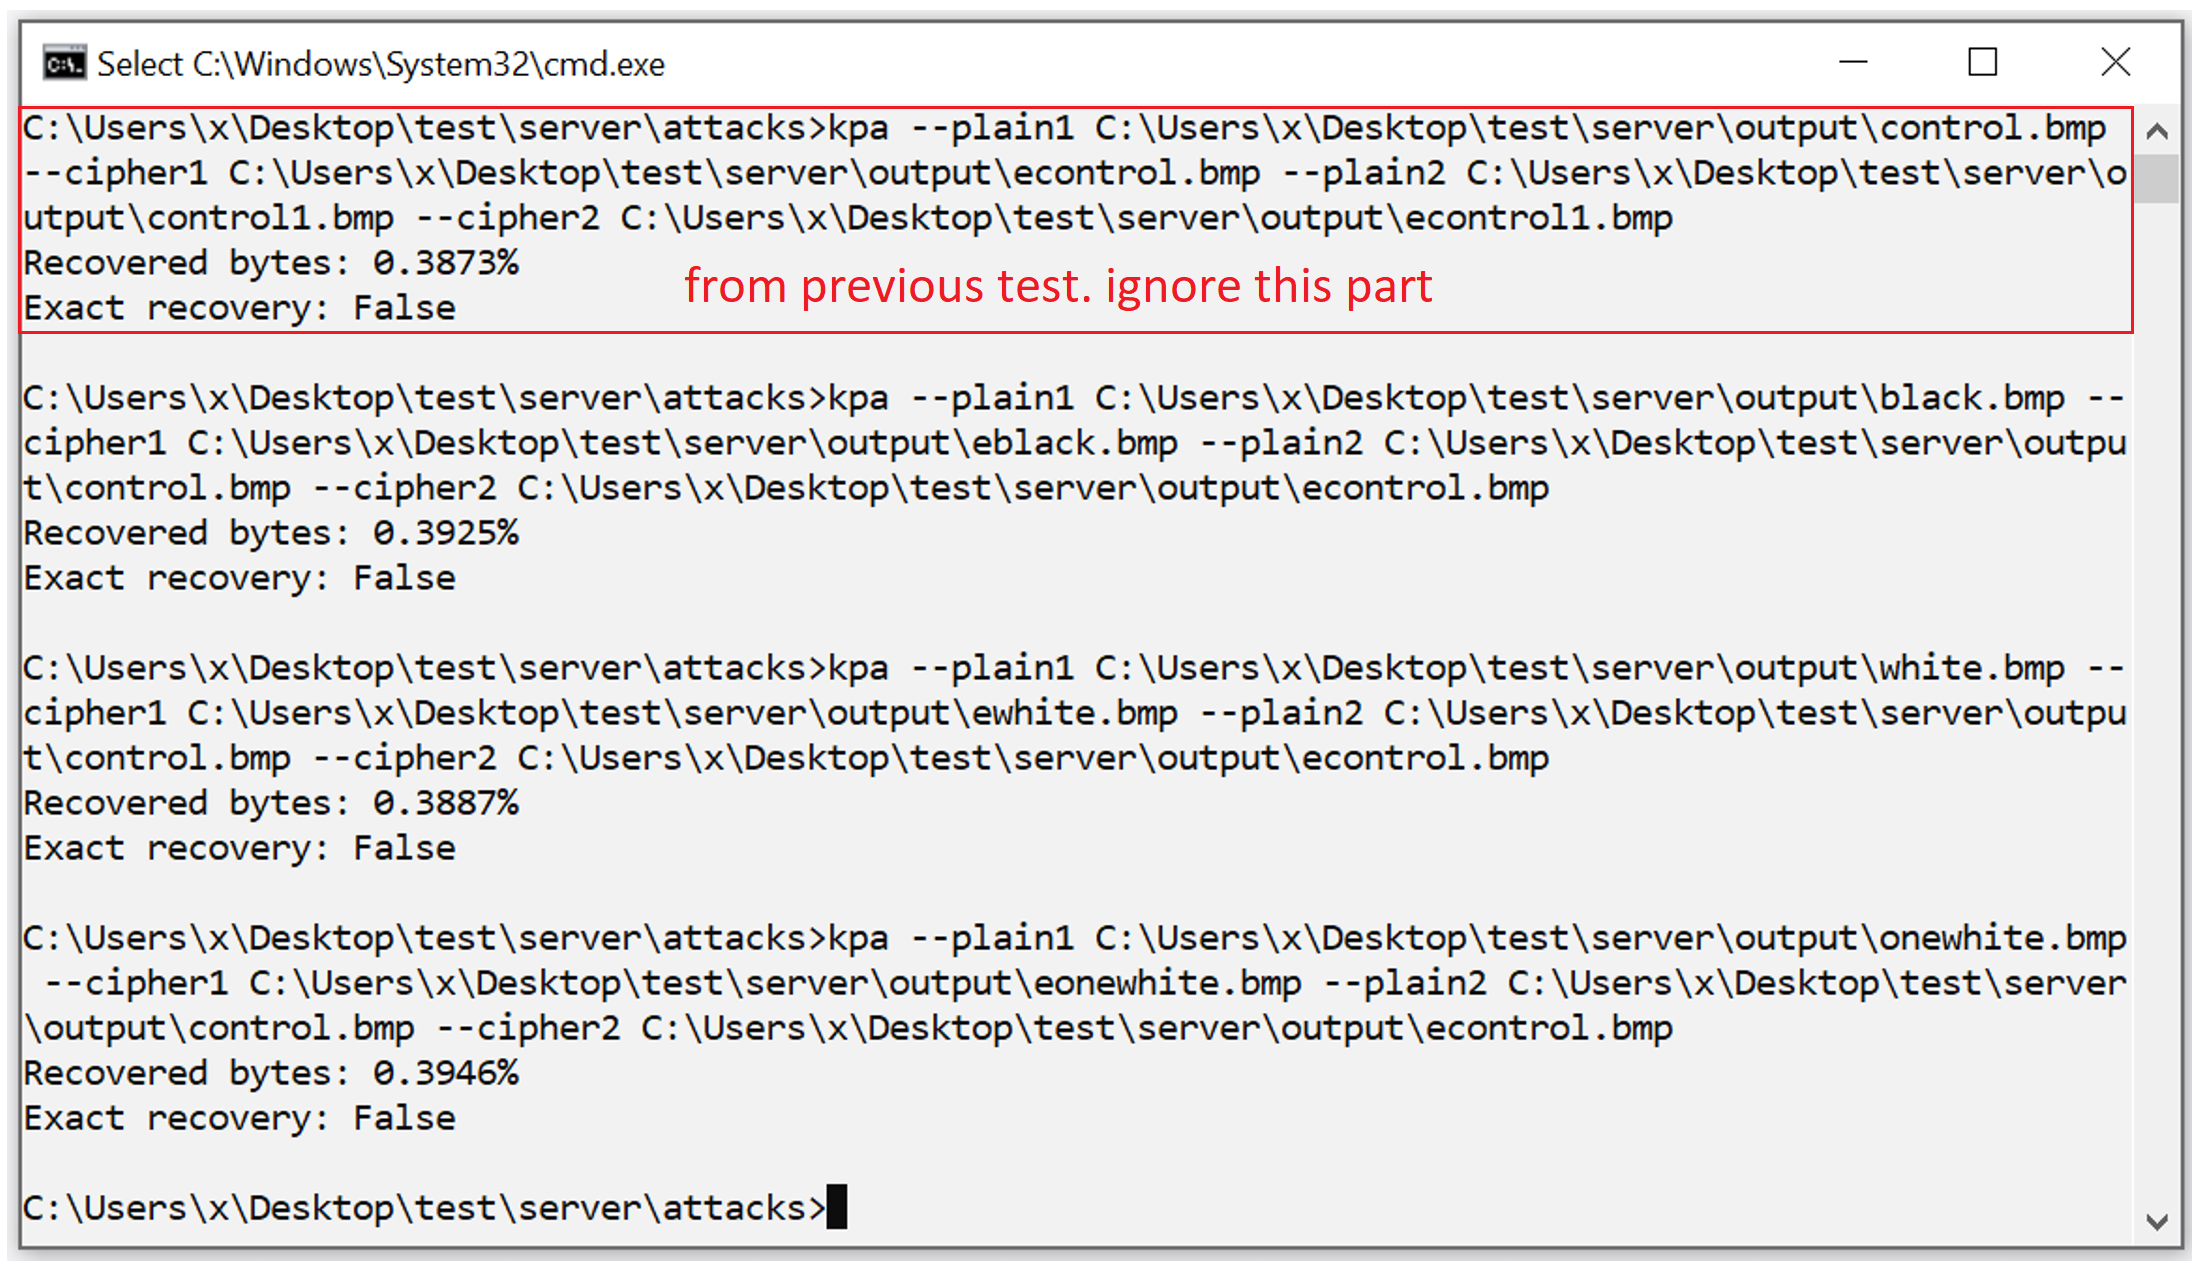 Select C:\Windows\System32\cmd.exe
C:\Users\x\Desktop\test\server\attacks>kpa --plain1 C:\Users\x\Desktop\test\server\output\control.bmp
--cipher1 C:\Users\x\Desktop\test\server\output\econtrol.bmp --plain2 C:\Users\x\Desktop\test\server\o
utput\control1.bmp --cipher2 C:\Users\x\Desktop\test\server\output\econtrol1.bmp
Recovered bytes: 0.3873%
from previous test. ignore this part
Exact recovery: False
C:\Users\x\Desktop\test\server\attacks>kpa --plain1 C:\Users\x\Desktop\test\server\output\black.bmp --
cipher1 C:\Users\x\Desktop\test\server\output\eblack.bmp --plain2 C:\Users\x\Desktop\test\server\outpu
t\control.bmp --cipher2 C:\Users\x\Desktop\test\server\output\econtrol.bmp
Recovered bytes: 0.3925%
Exact recovery: False
C:\Users\x\Desktop\test\server\attacks>kpa --plain1 C:\Users\x\Desktop\test\server\output\white.bmp --
cipher1 C:\Users\x\Desktop\test\server\output\ewhite.bmp --plain2 C:\Users\x\Desktop\test\server\outpu
t\control.bmp --cipher2 C:\Users\x\Desktop\test\server\output\econtrol.bmp
Recovered bytes: 0.3887%
Exact recovery: False
C:\Users\x\Desktop\test\server\attacks>kpa --plain1 C:\Users\x\Desktop\test\server\output\onewhite.bmp
 --cipher1 C:\Users\x\Desktop\test\server\output\eonewhite.bmp --plain2 C:\Users\x\Desktop\test\server
\output\control.bmp --cipher2 C:\Users\x\Desktop\test\server\output\econtrol.bmp
Recovered bytes: 0.3946%
Exact recovery: False
C:\Users\x\Desktop\test\server\attacks>